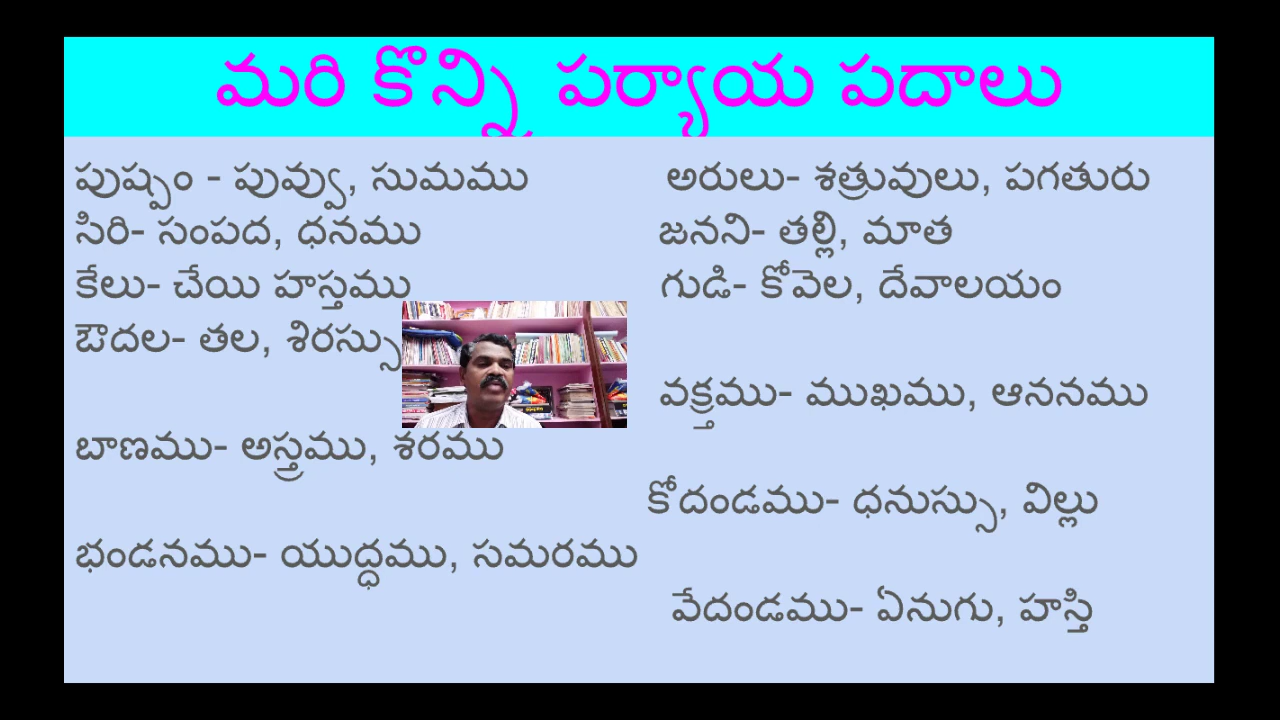 మరి కొన్ని పర్యాయ పదాలు
పుష్పం - పువ్వు, సుమము అరులు- శత్రువులు, పగతురు
సిరి- సంపద, ధనము జనని- తల్లి, మాత
కేలు- చేయి హస్తము గుడి- కోవెల, దేవాలయం
ఔదల- తల, శిరస్సు
వక్త్రము- ముఖము, ఆననము
బాణము- అస్త్రము, శరము
కోదండము- ధనుస్సు, విల్లు
భండనము- యుద్ధము, సమరము
వేదండము- ఏనుగు, హస్తి